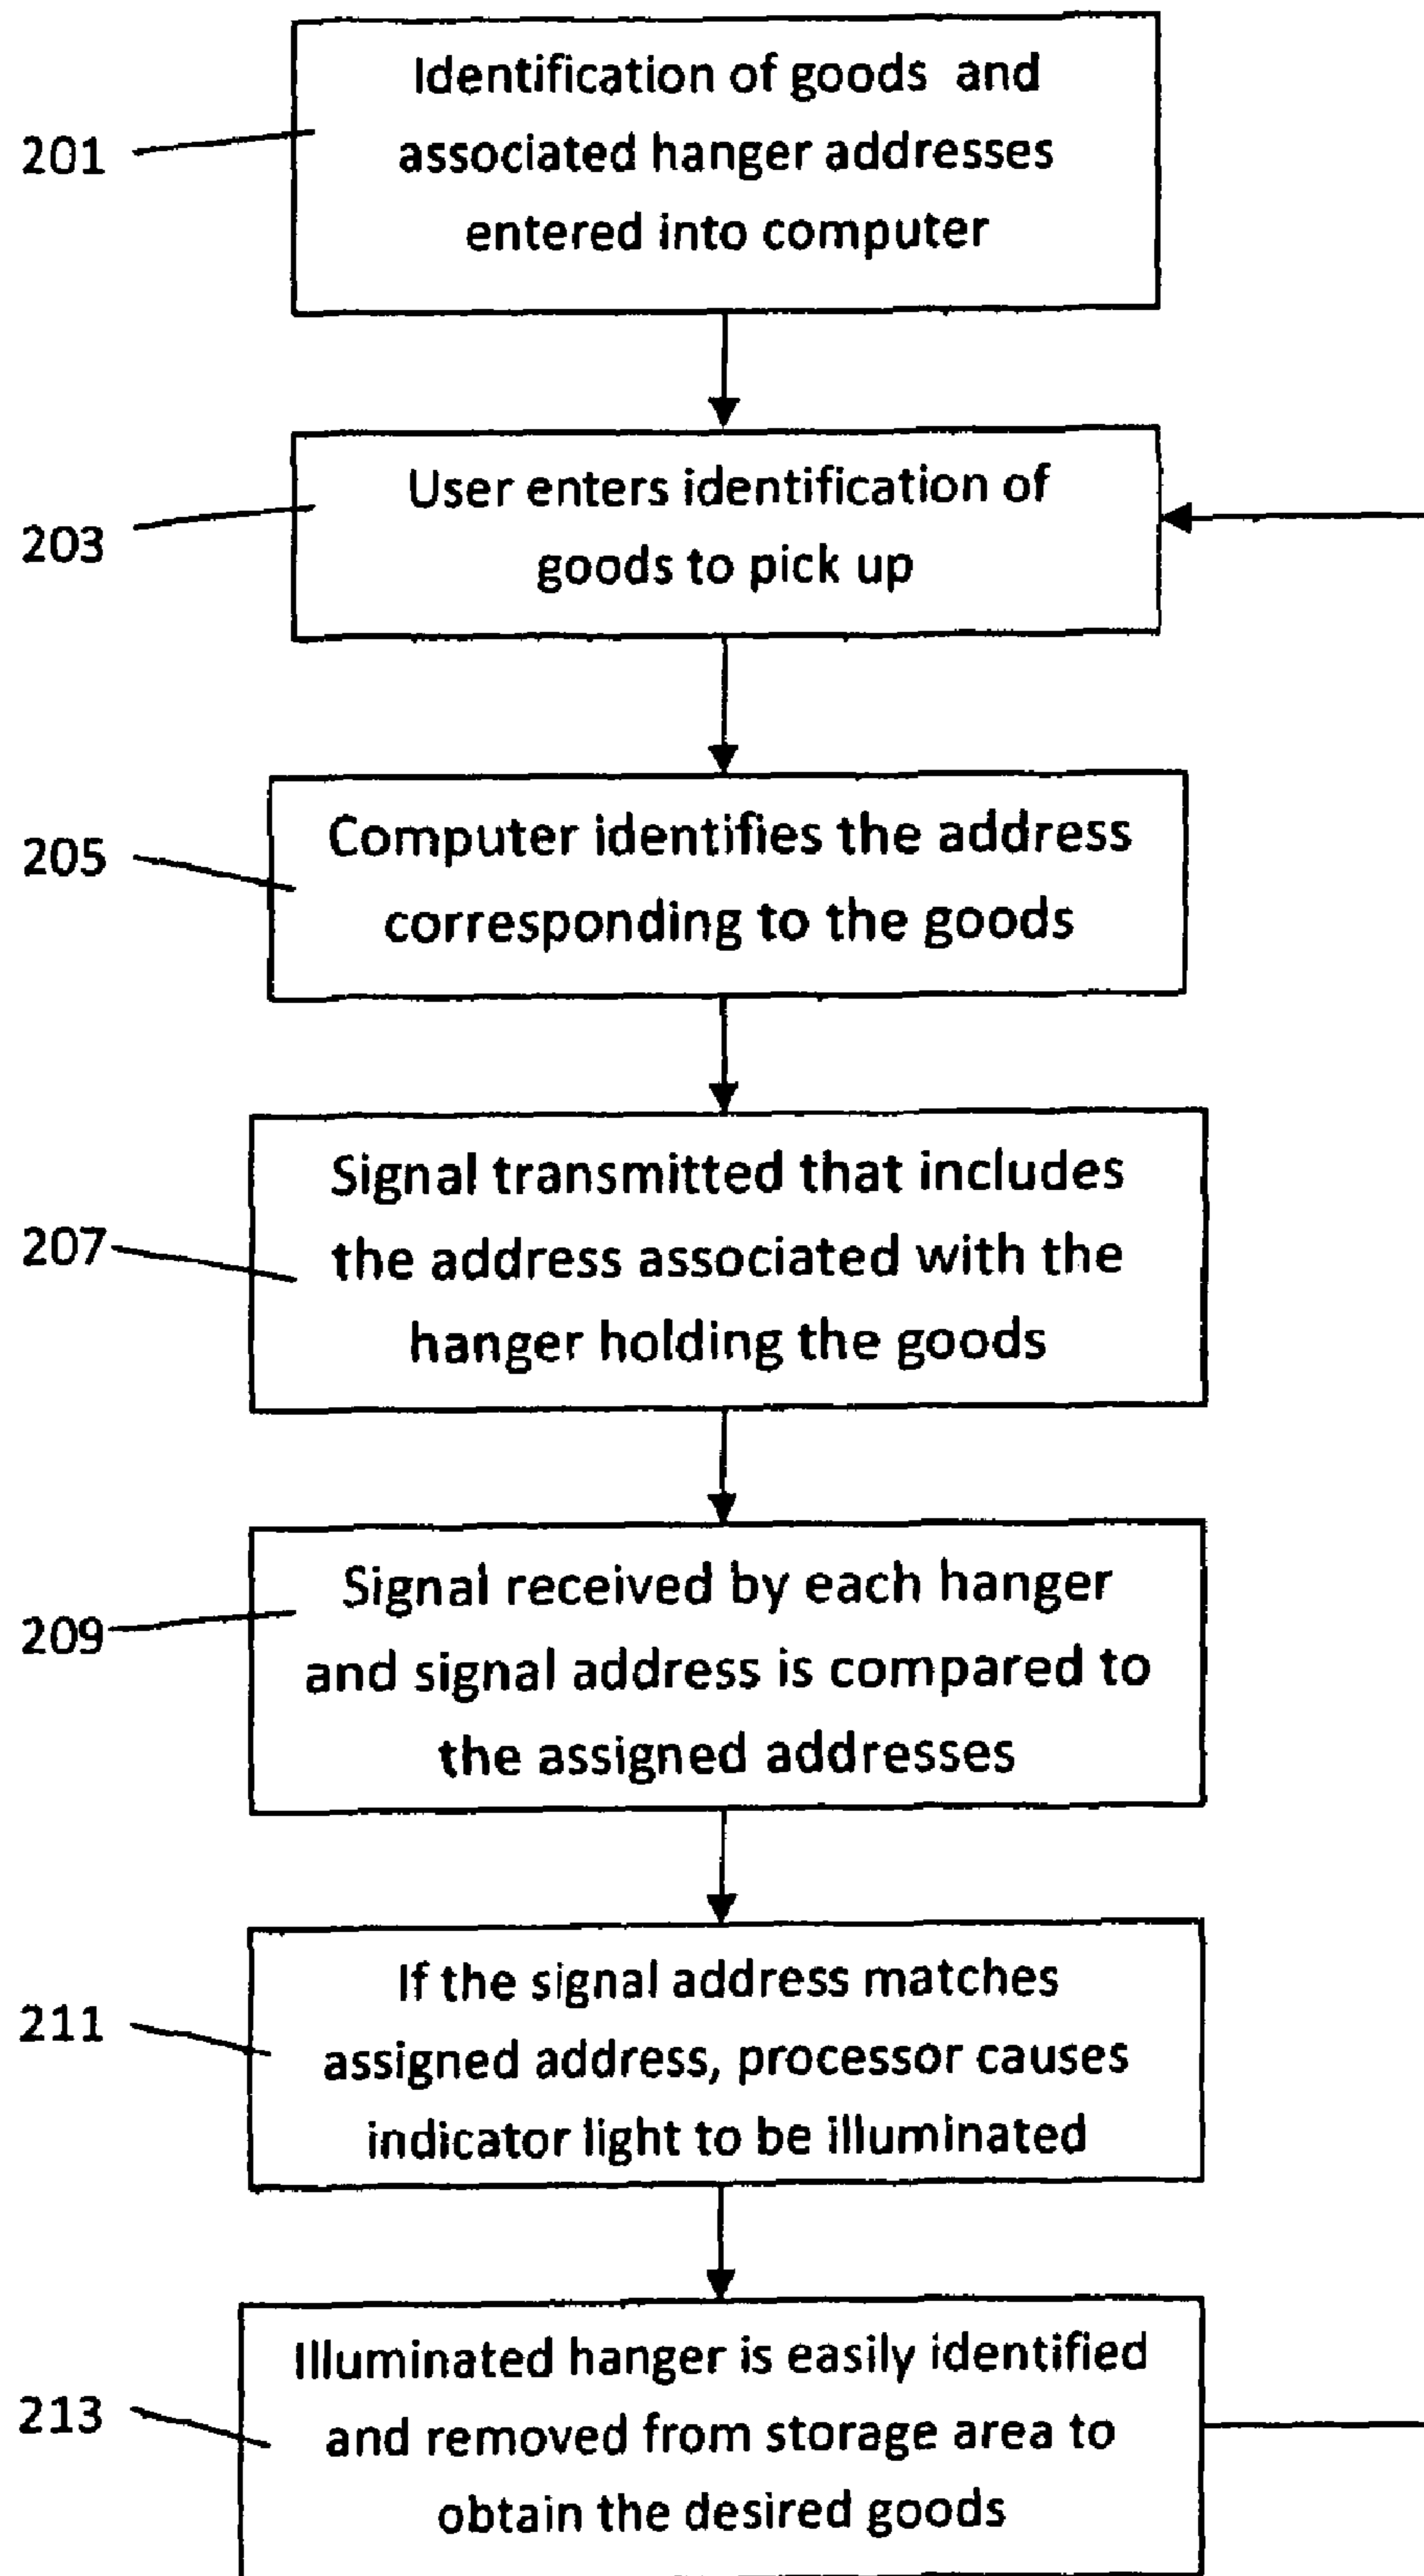 Identification of goods and
associated hanger addresses
entered into computer
201
User enters identification of
goods to pick up
203
Computer identifies the address
corresponding to the goods
205
Signal transmitted that includes
the address associated with the
hanger holding the goods
207
Signal received by each hanger
and signal address is compared to
the assigned addresses
209
If the signal address matches
assigned address, processor causes
indicator light to be illuminated
211
Illuminated hanger is easily identified
and removed from storage area to
obtain the desired goods
213